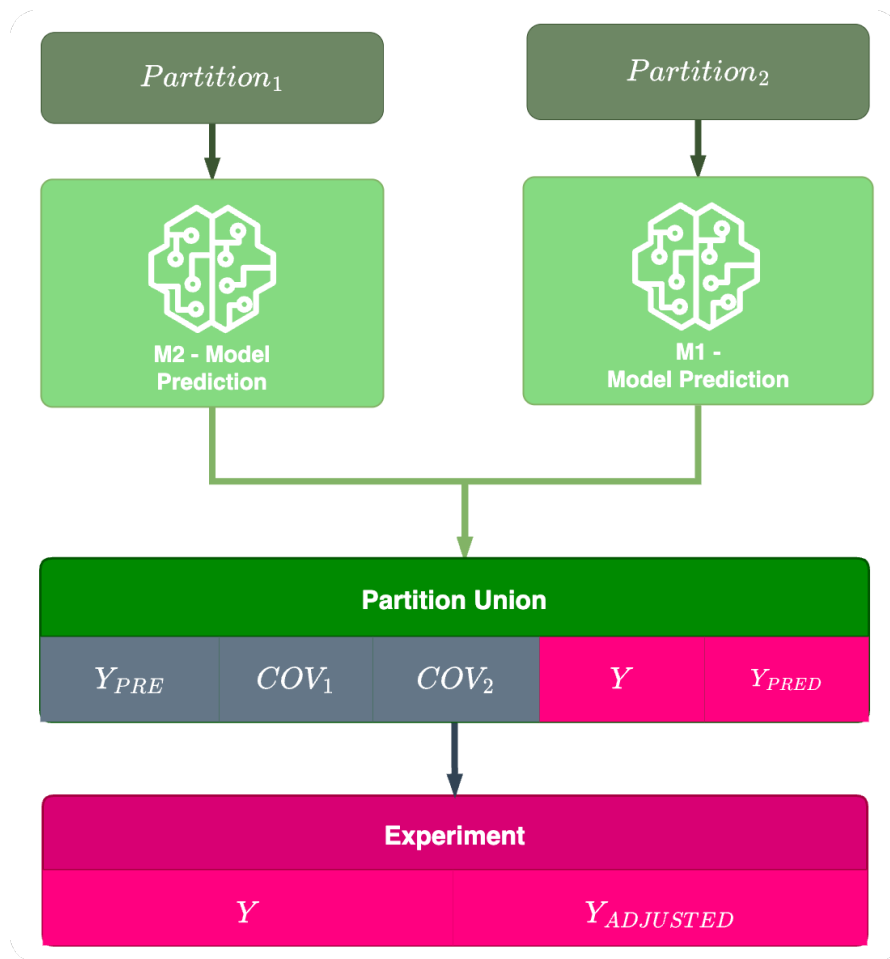 Partition₁
Partition₂
M2 - Model
Prediction
M1 -
Model Prediction
Partition Union
Y_PRE
COV₁
COV₂
Y
Y_PRED
Experiment
Y
Y_ADJUSTED